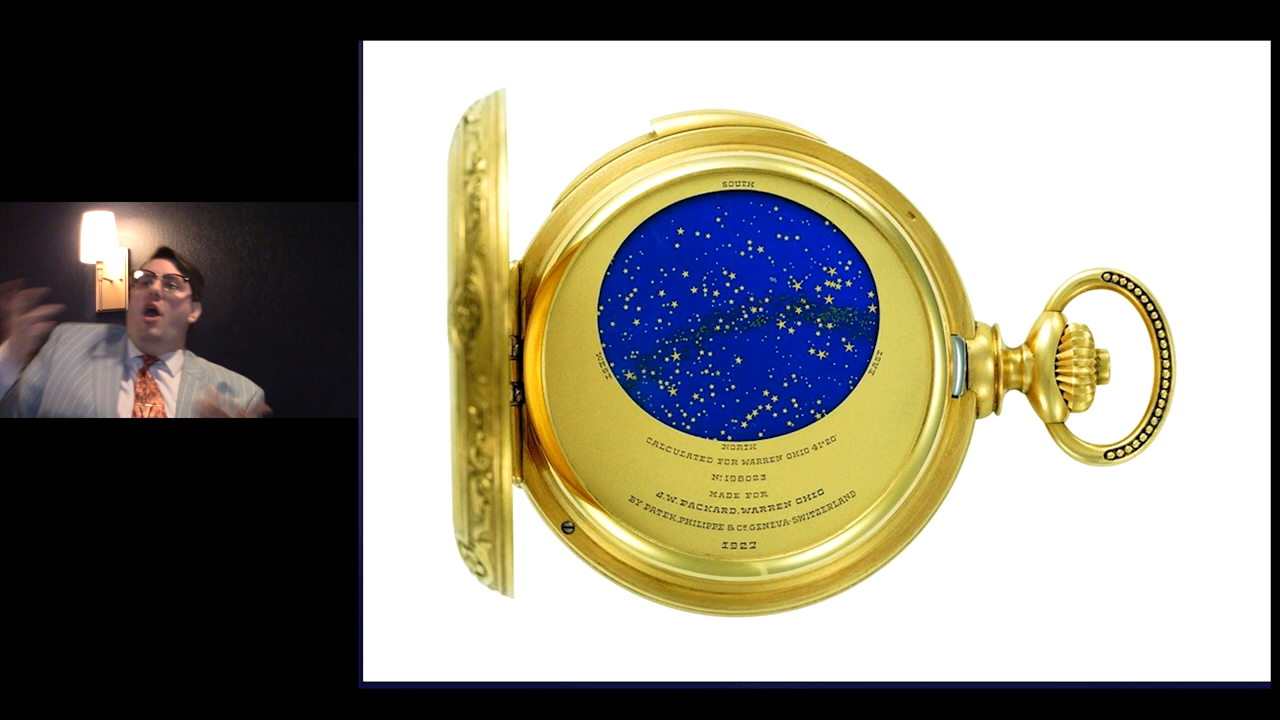 SOUTH
WEST
EAST
NORTH
CALCULATED FOR WARREN OHIO 41°20'
No 198023
MADE FOR
J.W. PACKARD, WARREN OHIO
BY PATEK, PHILIPPE & Co. GENEVA · SWITZERLAND
1927